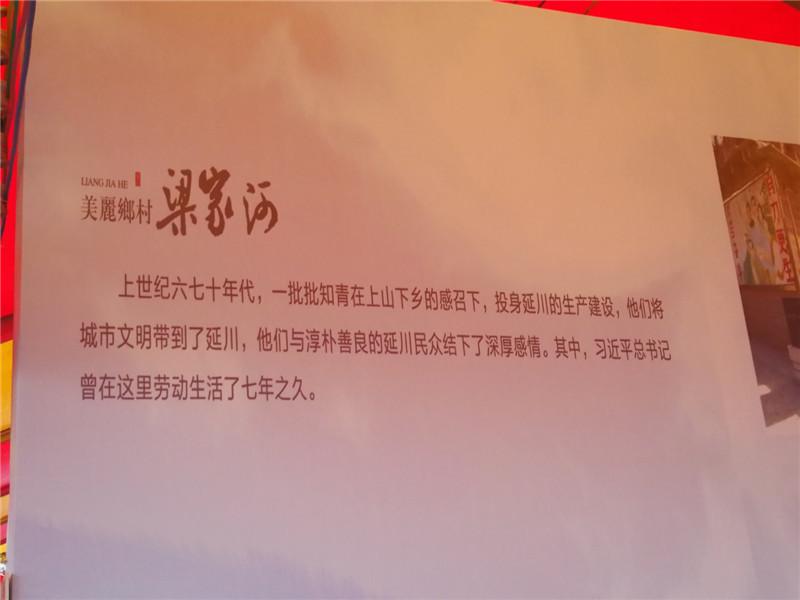 LIANG JIA HE
美麗鄉村 梁家河
上世纪六七十年代，一批批知青在上山下乡的感召下，投身延川的生产建设，他们将
城市文明带到了延川，他们与淳朴善良的延川民众结下了深厚感情。其中，习近平总书记
曾在这里劳动生活了七年之久。
自力更生